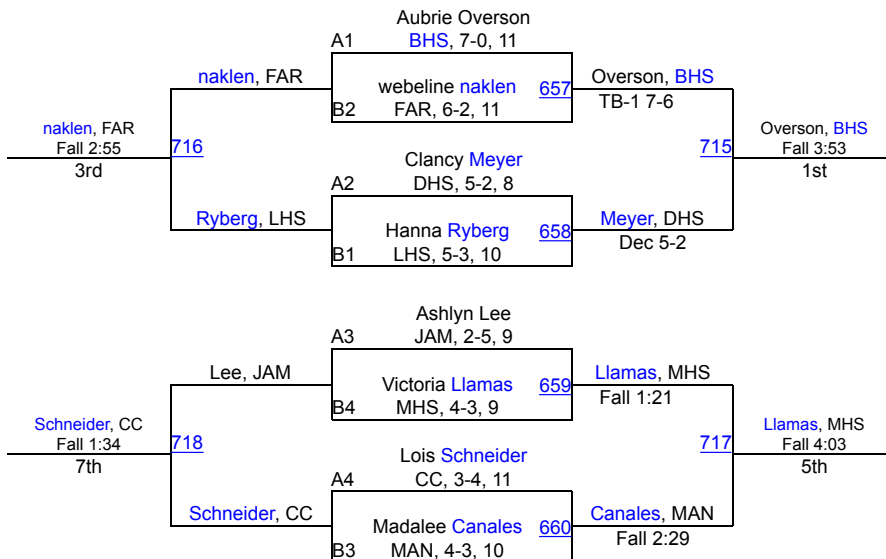 Aubrie Overson
A1
BHS, 7-0, 11
naklen, FAR
webeline naklen
657
Overson, BHS
B2
FAR, 6-2, 11
TB-1 7-6
naklen, FAR
Fall 2:55
3rd
716
715
Overson, BHS
Fall 3:53
1st
Clancy Meyer
A2
DHS, 5-2, 8
Ryberg, LHS
Hanna Ryberg
658
Meyer, DHS
B1
LHS, 5-3, 10
Dec 5-2
Ashlyn Lee
A3
JAM, 2-5, 9
Lee, JAM
Victoria Llamas
659
Llamas, MHS
B4
MHS, 4-3, 9
Fall 1:21
Schneider, CC
Fall 1:34
7th
718
717
Llamas, MHS
Fall 4:03
5th
Lois Schneider
A4
CC, 3-4, 11
Schneider, CC
Madalee Canales
660
Canales, MAN
B3
MAN, 4-3, 10
Fall 2:29